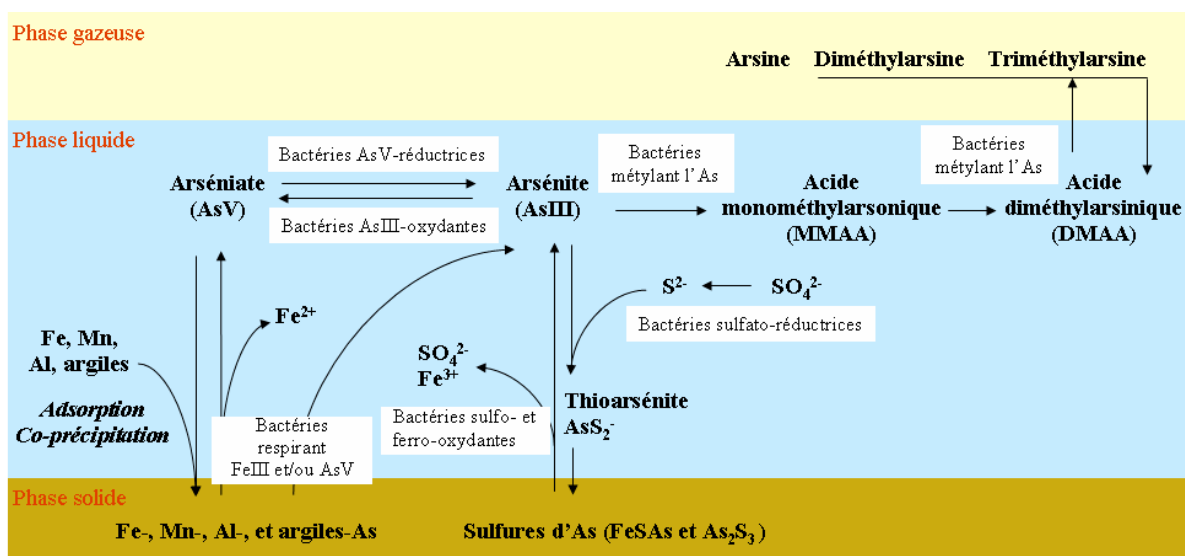 Phase gazeuse
Arsine Diméthylarsine Triméthylarsine
Phase liquide
Bactéries AsV-réductrices
Bactéries
métylant l’As
Bactéries
métylant l’As
Arséniate
(AsV)
Arsénite
(AsIII)
Acide
monométhylarsonique
(MMAA)
Acide
diméthylarsinique
(DMAA)
Bactéries AsIII-oxydantes
S²⁻
SO₄²⁻
Bactéries sulfato-réductrices
Fe²⁺
Fe, Mn,
Al, argiles
SO₄²⁻
Fe³⁺
Adsorption
Co-précipitation
Bactéries
respirant
FeIII et/ou AsV
Bactéries sulfo- et
ferro-oxydantes
Thioarsénite
AsS₂⁻
Phase solide
Fe-, Mn-, Al-, et argiles-As
Sulfures d’As (FeSAs et As₂S₃)